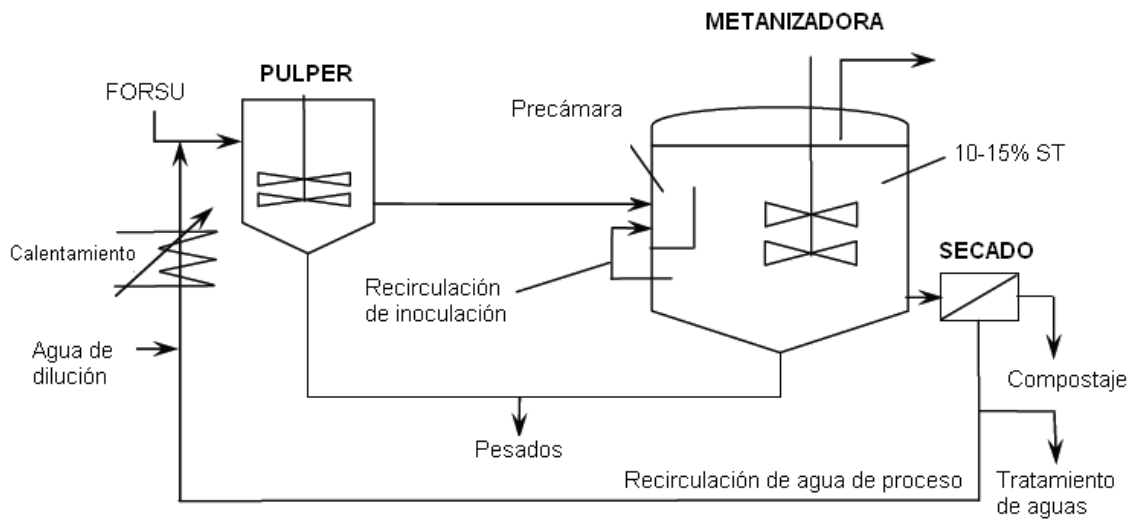 METANIZADORA
PULPER
FORSU
Precámara
10-15% ST
Calentamiento
SECADO
Recirculación
de inoculación
Agua de
dilución
Compostaje
Pesados
Recirculación de agua de proceso
Tratamiento
de aguas